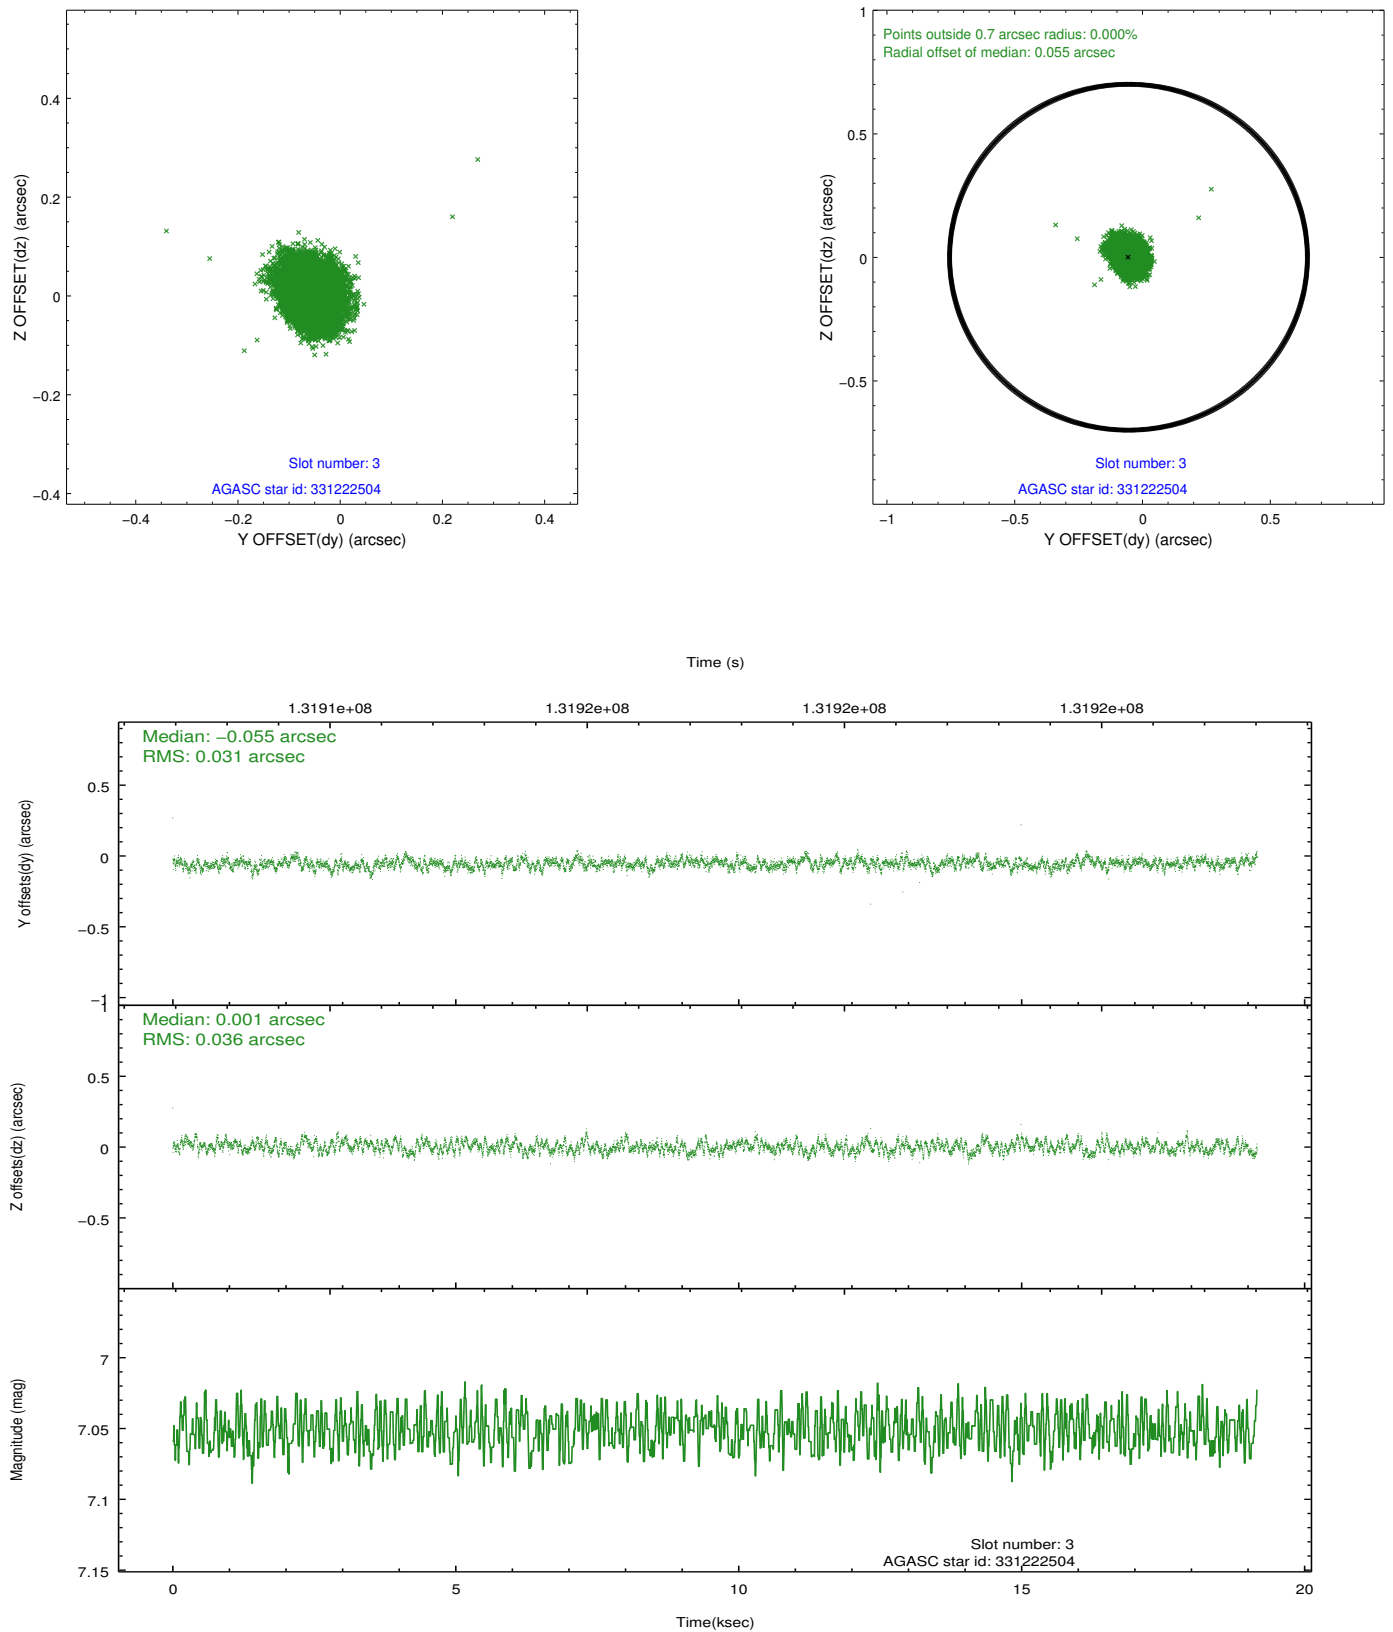 0.4
0.2
0
−0.2
−0.4
Z OFFSET(dz) (arcsec)
Slot number: 3
AGASC star id: 331222504
−0.4
−0.2
0
0.2
0.4
Y OFFSET(dy) (arcsec)
1
0.5
0
−0.5
Z OFFSET(dz) (arcsec)
Points outside 0.7 arcsec radius: 0.000%
Radial offset of median: 0.055 arcsec
Slot number: 3
AGASC star id: 331222504
−1
−0.5
0
0.5
Y OFFSET(dy) (arcsec)
Time (s)
1.3191e+08
1.3192e+08
1.3192e+08
1.3192e+08
Median: −0.055 arcsec
RMS: 0.031 arcsec
0.5
0
−0.5
−1
Y offsets(dy) (arcsec)
1
Median: 0.001 arcsec
RMS: 0.036 arcsec
0.5
0
−0.5
Z offsets(dz) (arcsec)
7
7.05
7.1
7.15
Magnitude (mag)
Slot number: 3
AGASC star id: 331222504
0
5
10
15
20
Time(ksec)